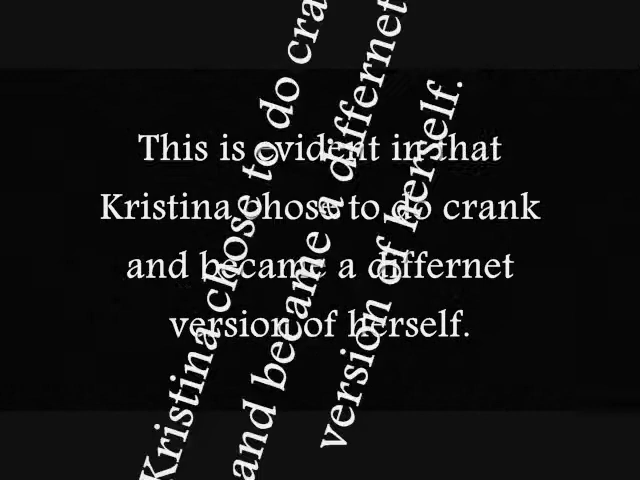 This is evident in that
Kristina chose to do crank
and became a differnet
version of herself.
Kristina chose to do cra
and became a differnet
version of herself.